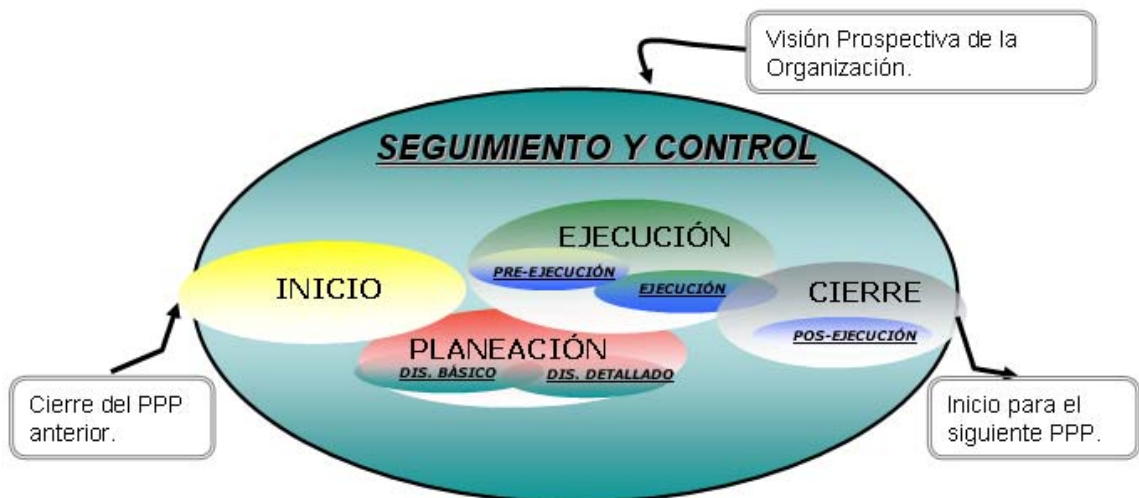 Visión Prospectiva de la
Organización.
SEGUIMIENTO Y CONTROL
EJECUCIÓN
PRE-EJECUCIÓN
EJECUCIÓN
INICIO
CIERRE
POS-EJECUCIÓN
PLANEACIÓN
DIS. BÀSICO
DIS. DETALLADO
Cierre del PPP
anterior.
Inicio para el
siguiente PPP.